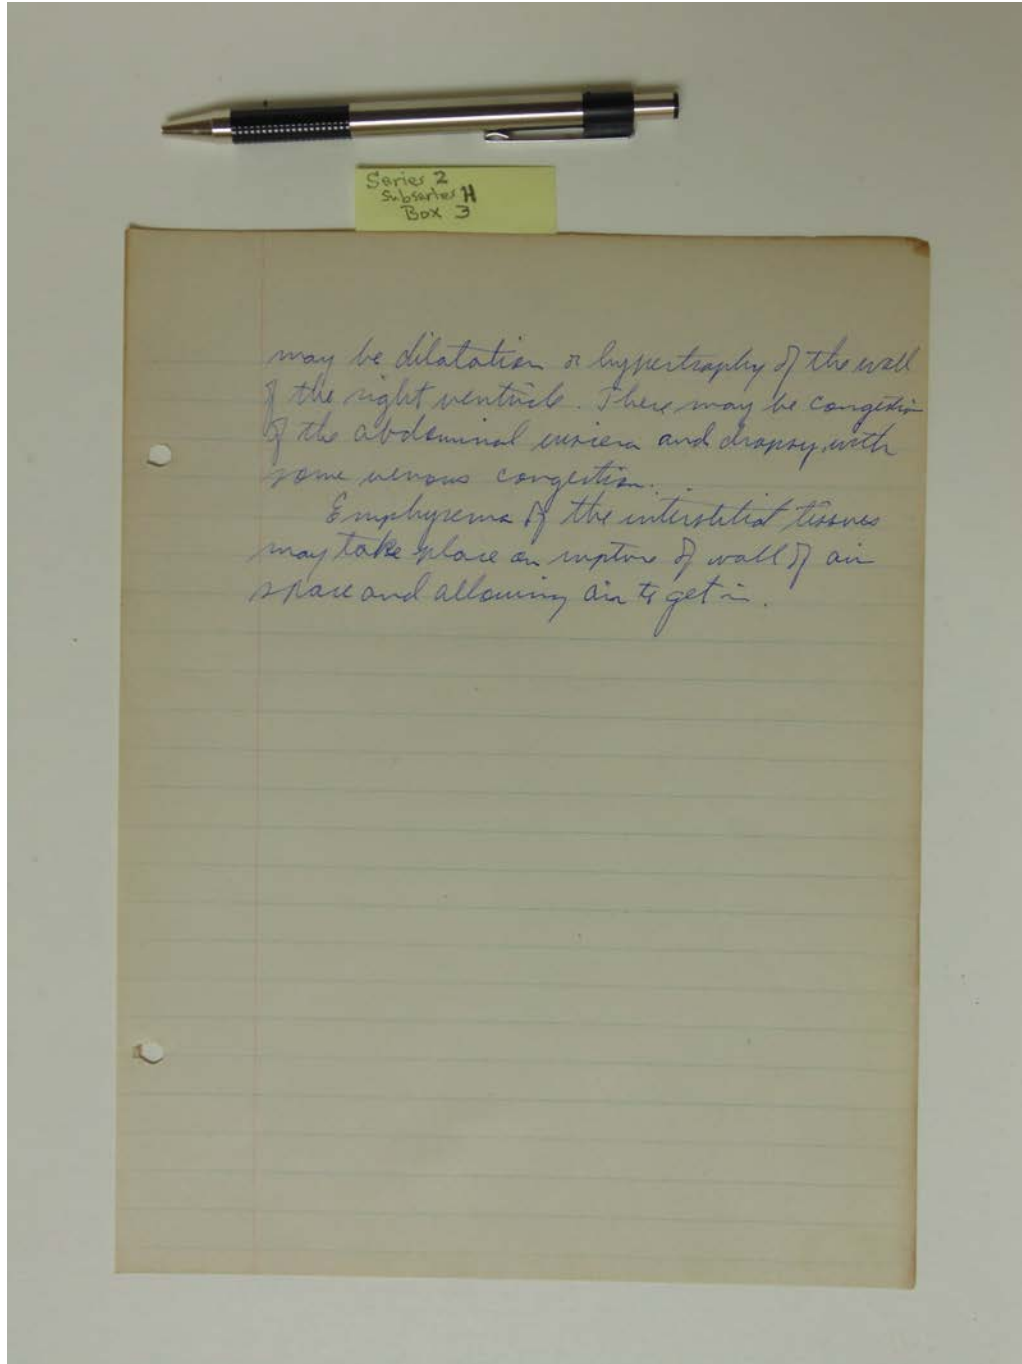 Series 2
Subseries H
Box 3
may be dilatation or hypertrophy of the wall
of the right ventricle. There may be congestion
of the abdominal viscera and dropsy with
some venous congestion.
Emphysema of the interstitial tissues
may take place on rupture of wall of air
space and allowing air to get in.